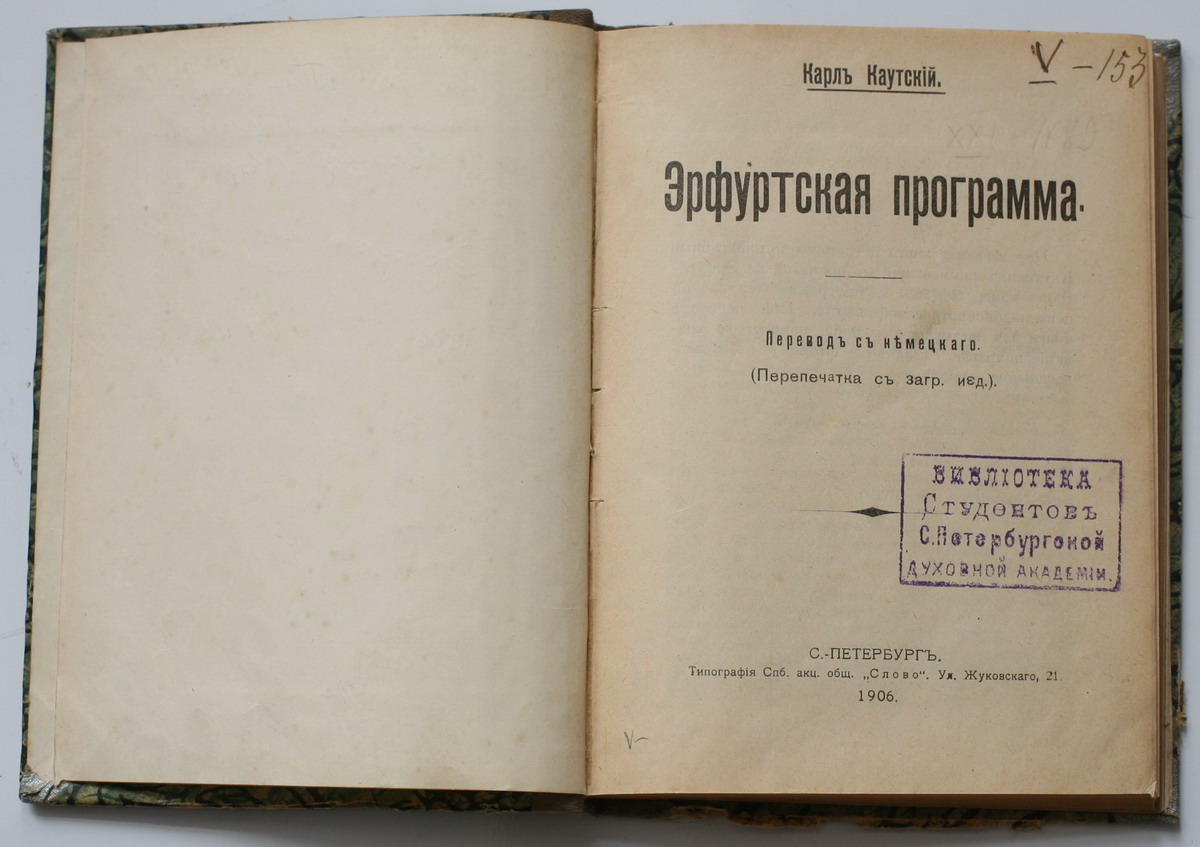 V - 153
Карлъ Каутскій.
Эрфуртская программа.
Переводъ съ нѣмецкаго.
(Перепечатка съ загр. изд.).
БИБЛІОТЕКА
Студентовъ
С.Петербургской
ДУХОВНОЙ АКАДЕМІИ.
С.-ПЕТЕРБУРГЪ.
Типографія Спб. акц. общ. „Слово". Ул. Жуковскаго, 21.
1906.